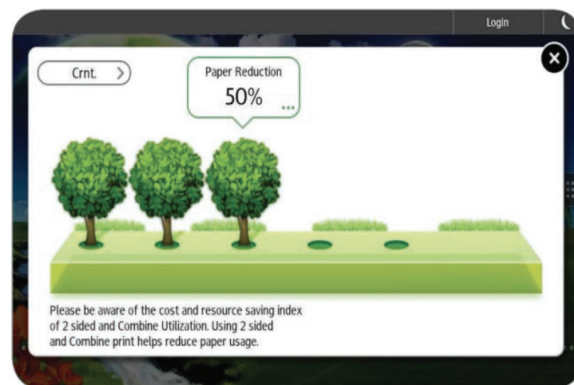 Login
Crnt.
Paper Reduction
50%
...
Please be aware of the cost and resource saving index
of 2 sided and Combine Utilization. Using 2 sided
and Combine print helps reduce paper usage.